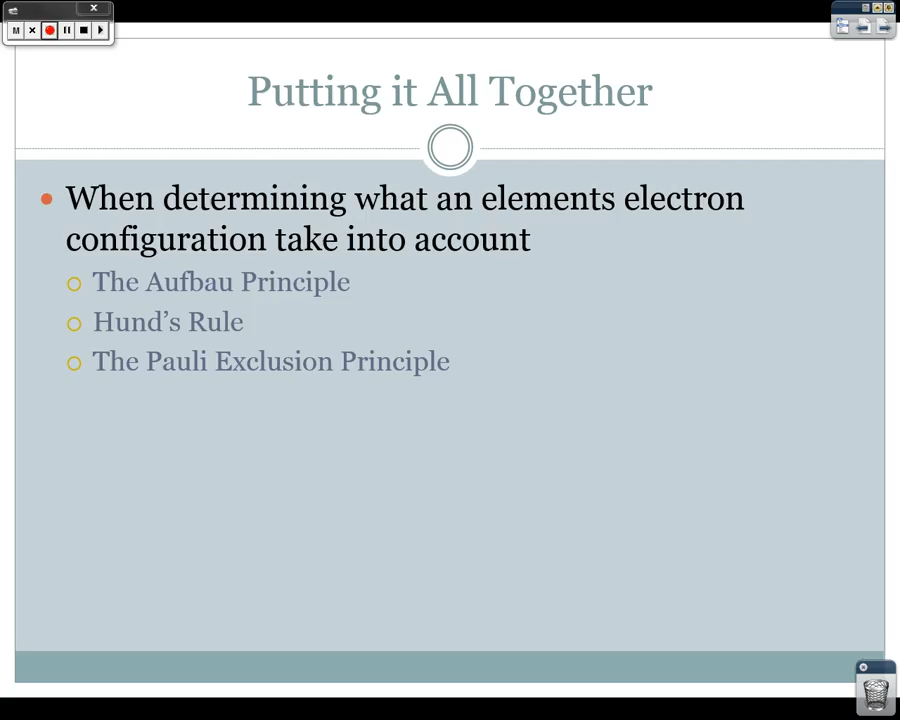 M
Putting it All Together
When determining what an elements electron
configuration take into account
The Aufbau Principle
Hund’s Rule
The Pauli Exclusion Principle